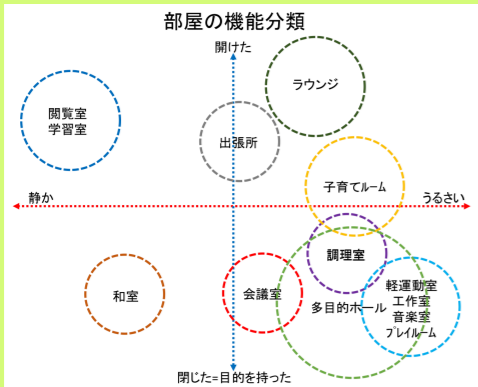 部屋の機能分類
開けた
ラウンジ
閲覧室
学習室
出張所
子育てﾙｰﾑ
静か
うるさい
調理室
和室
会議室
多目的ホール
軽運動室
工作室
音楽室
ﾌﾟﾚｲﾙｰﾑ
閉じた=目的を持った